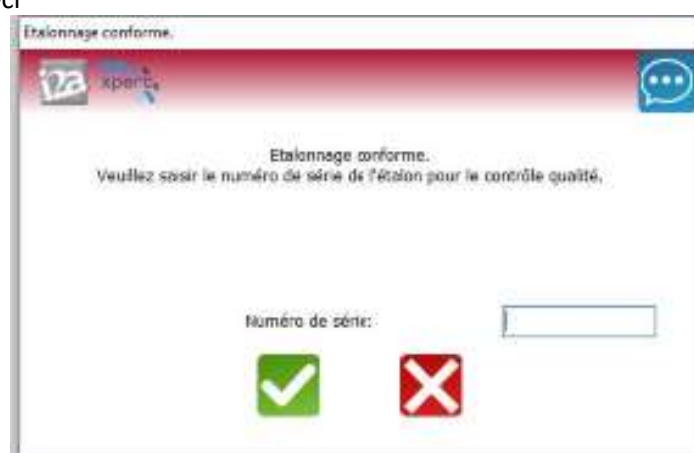 Etalonnage conforme.
i2a xpert
Etalonnage conforme.
Veuillez saisir le numéro de série de l'étalon pour le contrôle qualité.
Numéro de série: